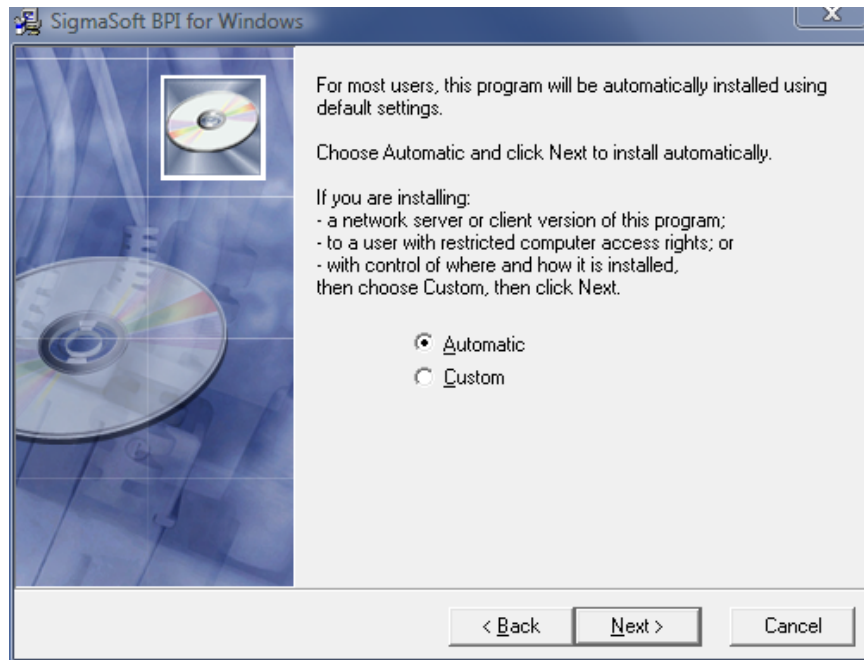 SigmaSoft BPI for Windows
For most users, this program will be automatically installed using
default settings.
Choose Automatic and click Next to install automatically.
If you are installing:
- a network server or client version of this program;
- to a user with restricted computer access rights; or
- with control of where and how it is installed,
then choose Custom, then click Next.
Automatic
Custom
< Back Next > Cancel